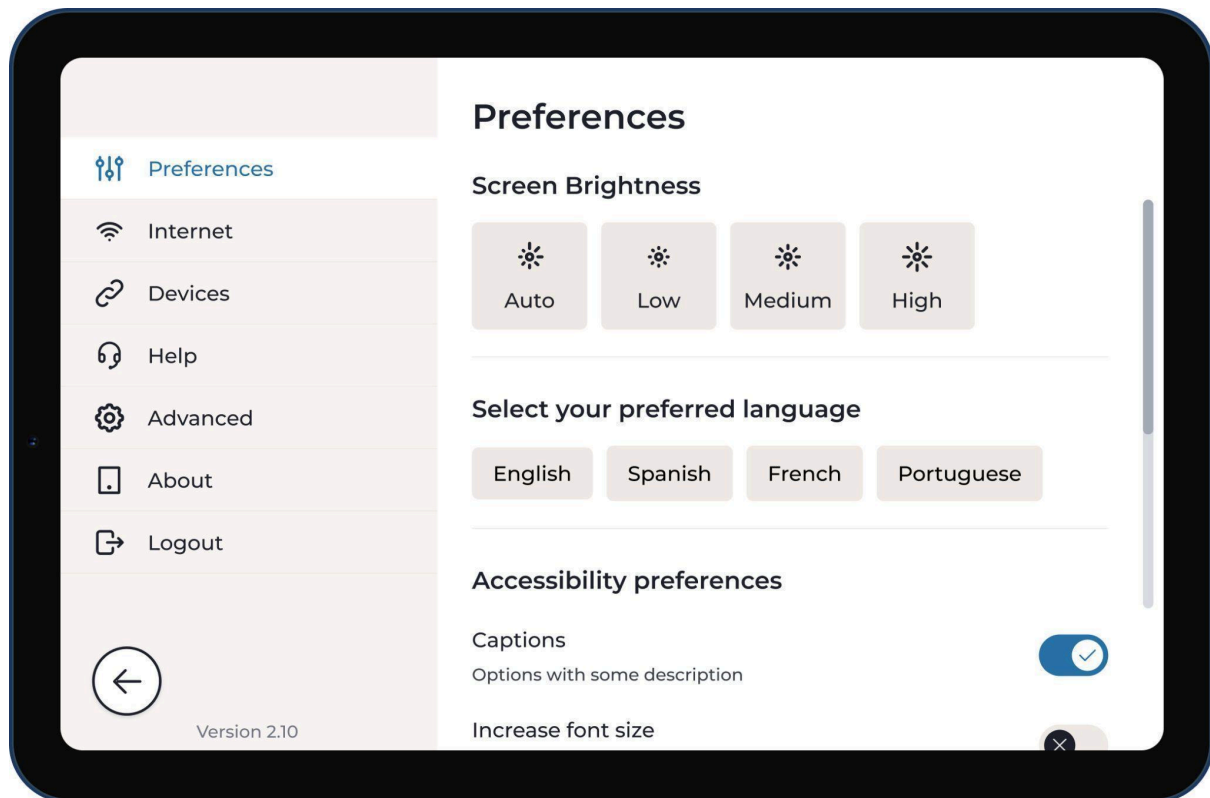 Preferences
Internet
Devices
Help
Advanced
About
Logout
Version 2.10
Preferences
Screen Brightness
Auto Low Medium High
Select your preferred language
English Spanish French Portuguese
Accessibility preferences
Captions
Options with some description
Increase font size